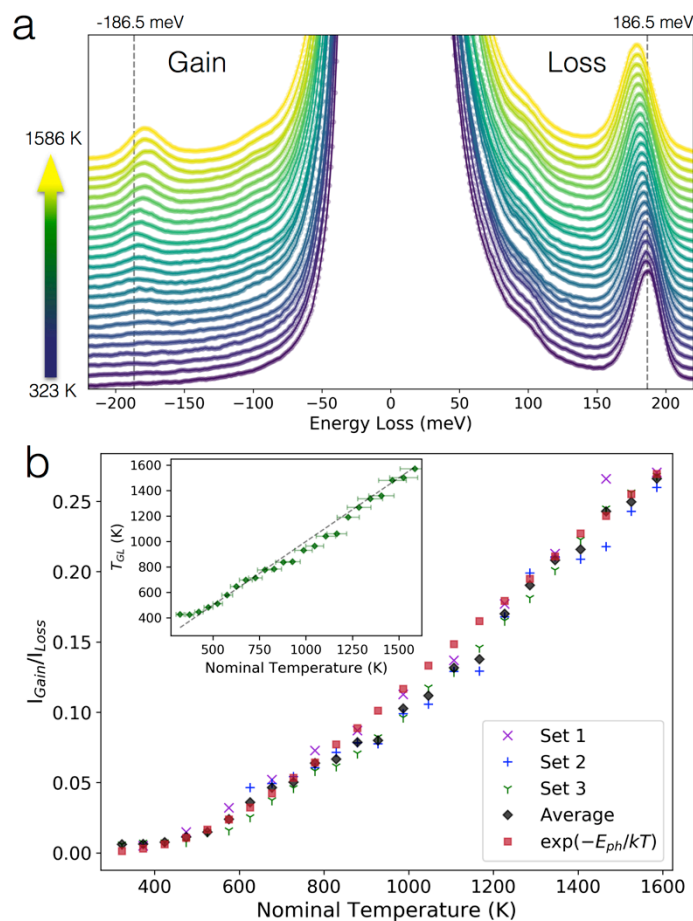 a
-186.5 meV
186.5 meV
Gain
Loss
1586 K
323 K
−200 −150 −100 −50 0 50 100 150 200
Energy Loss (meV)
b
I_Gain/I_Loss
0.25
0.20
0.15
0.10
0.05
0.00
T_GL (K)
1600
1400
1200
1000
800
600
400
500 750 1000 1250 1500
Nominal Temperature (K)
Set 1
Set 2
Set 3
Average
exp(−E_ph/kT)
400 600 800 1000 1200 1400 1600
Nominal Temperature (K)